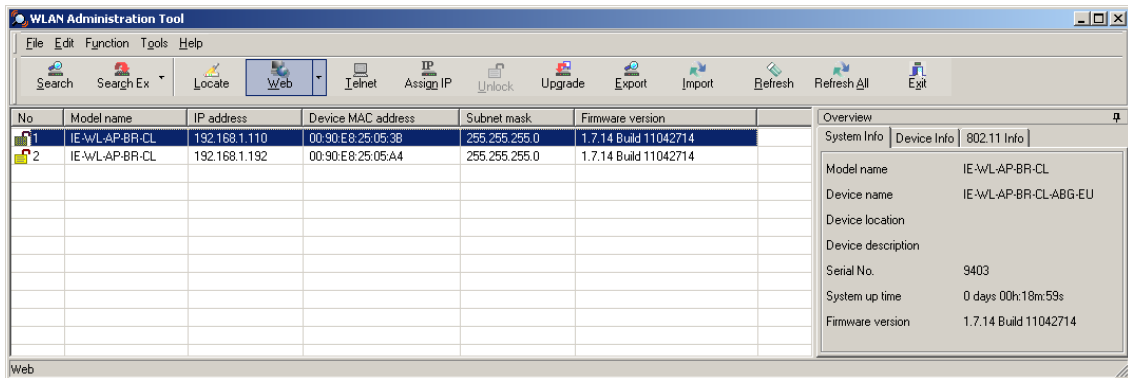 WLAN Administration Tool
File Edit Function Tools Help
Search Search Ex Locate Web Telnet IP Assign IP Unlock Upgrade Export Import Refresh Refresh All Exit
No Model name IP address Device MAC address Subnet mask Firmware version
1 IE-WL-AP-BR-CL 192.168.1.110 00:90:E8:25:05:3B 255.255.255.0 1.7.14 Build 11042714
2 IE-WL-AP-BR-CL 192.168.1.192 00:90:E8:25:05:A4 255.255.255.0 1.7.14 Build 11042714
Overview
System Info Device Info 802.11 Info
Model name IE-WL-AP-BR-CL
Device name IE-WL-AP-BR-CL-ABG-EU
Device location
Device description
Serial No. 9403
System up time 0 days 00h:18m:59s
Firmware version 1.7.14 Build 11042714
Web